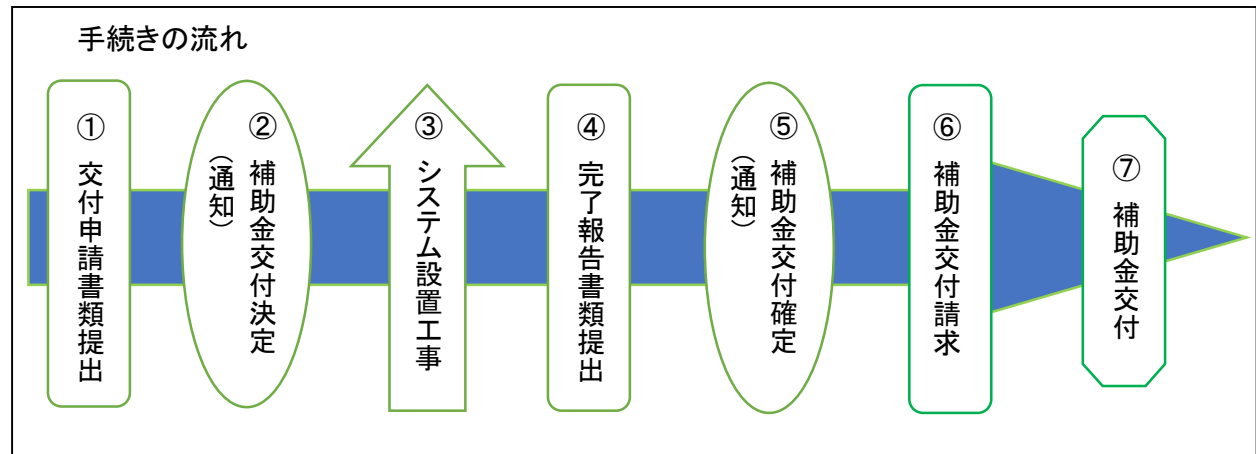 手続きの流れ
① 交付申請書類提出
② 補助金交付決定
(通知)
③ システム設置工事
④ 完了報告書類提出
⑤ 補助金交付確定
(通知)
⑥ 補助金交付請求
⑦ 補助金交付